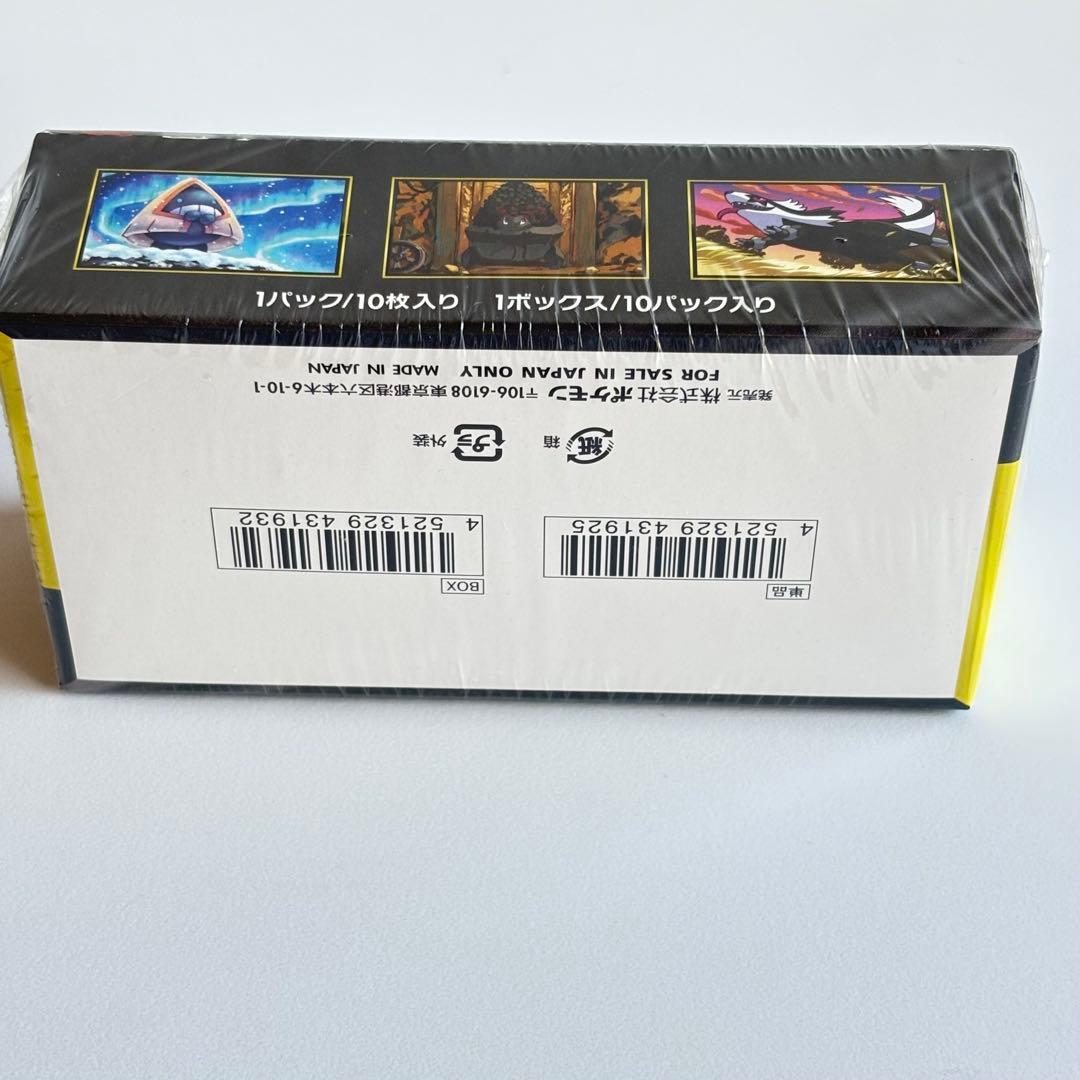 1パック/10枚入り　1ボックス/10パック入り
BOX
4 521329 431932
単品
4 521329 431925
プラ 外装
紙 箱
発売元 株式会社 ポケモン 〒106-6108 東京都港区六本木6-10-1
FOR SALE IN JAPAN ONLY　MADE IN JAPAN